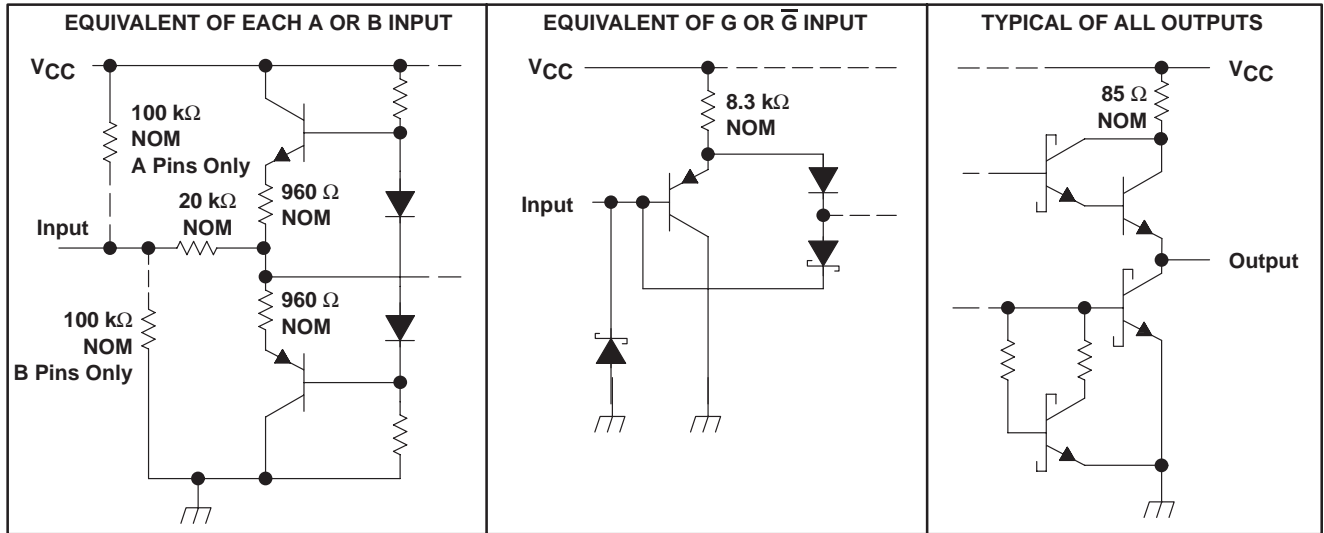 EQUIVALENT OF EACH A OR B INPUT
VCC
100 kΩ
NOM
A Pins Only
20 kΩ
NOM
960 Ω
NOM
Input
960 Ω
NOM
100 kΩ
NOM
B Pins Only
EQUIVALENT OF G OR G̅ INPUT
VCC
8.3 kΩ
NOM
Input
TYPICAL OF ALL OUTPUTS
VCC
85 Ω
NOM
Output